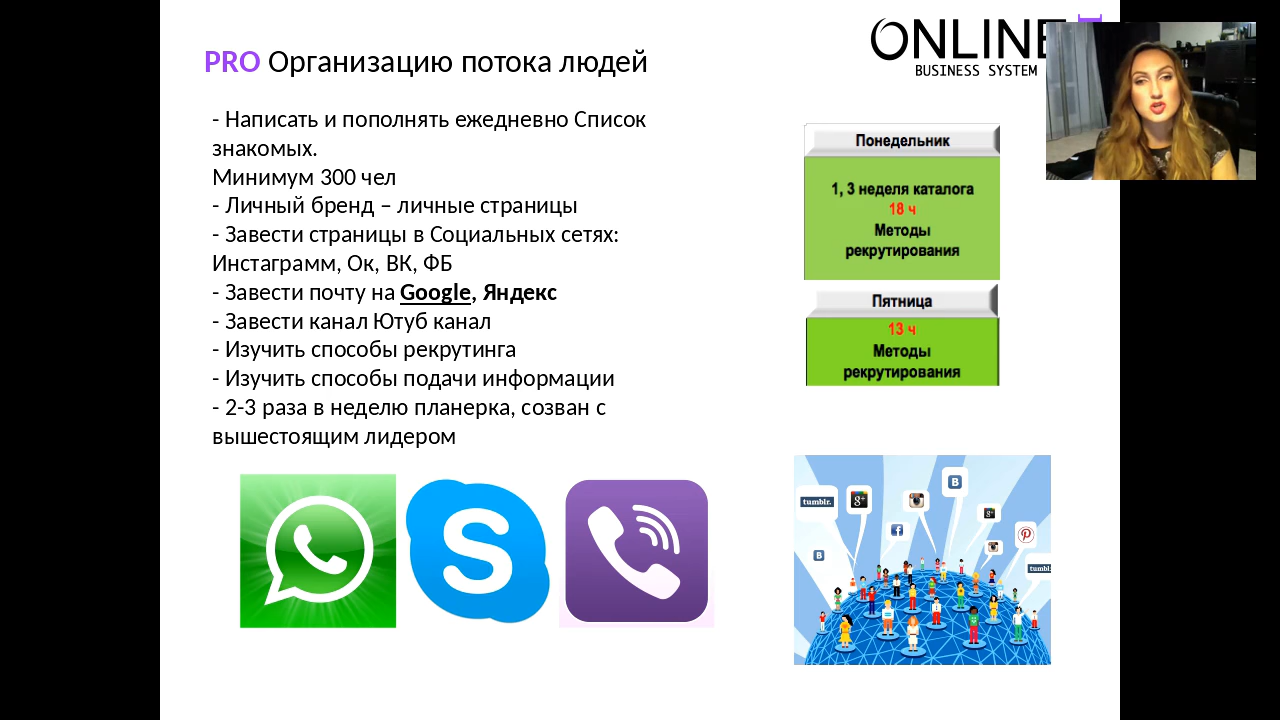 PRO Организацию потока людей
ONLINE
BUSINESS SYSTEM
- Написать и пополнять ежедневно Список
знакомых.
Минимум 300 чел
- Личный бренд – личные страницы
- Завести страницы в Социальных сетях:
Инстаграмм, Ок, ВК, ФБ
- Завести почту на Google, Яндекс
- Завести канал Ютуб канал
- Изучить способы рекрутинга
- Изучить способы подачи информации
- 2-3 раза в неделю планерка, созван с
вышестоящим лидером
Понедельник
1, 3 неделя каталога
18 ч
Методы
рекрутирования
Пятница
13 ч
Методы
рекрутирования
S
B
tumblr.
g+
f
B
g+
tumbl